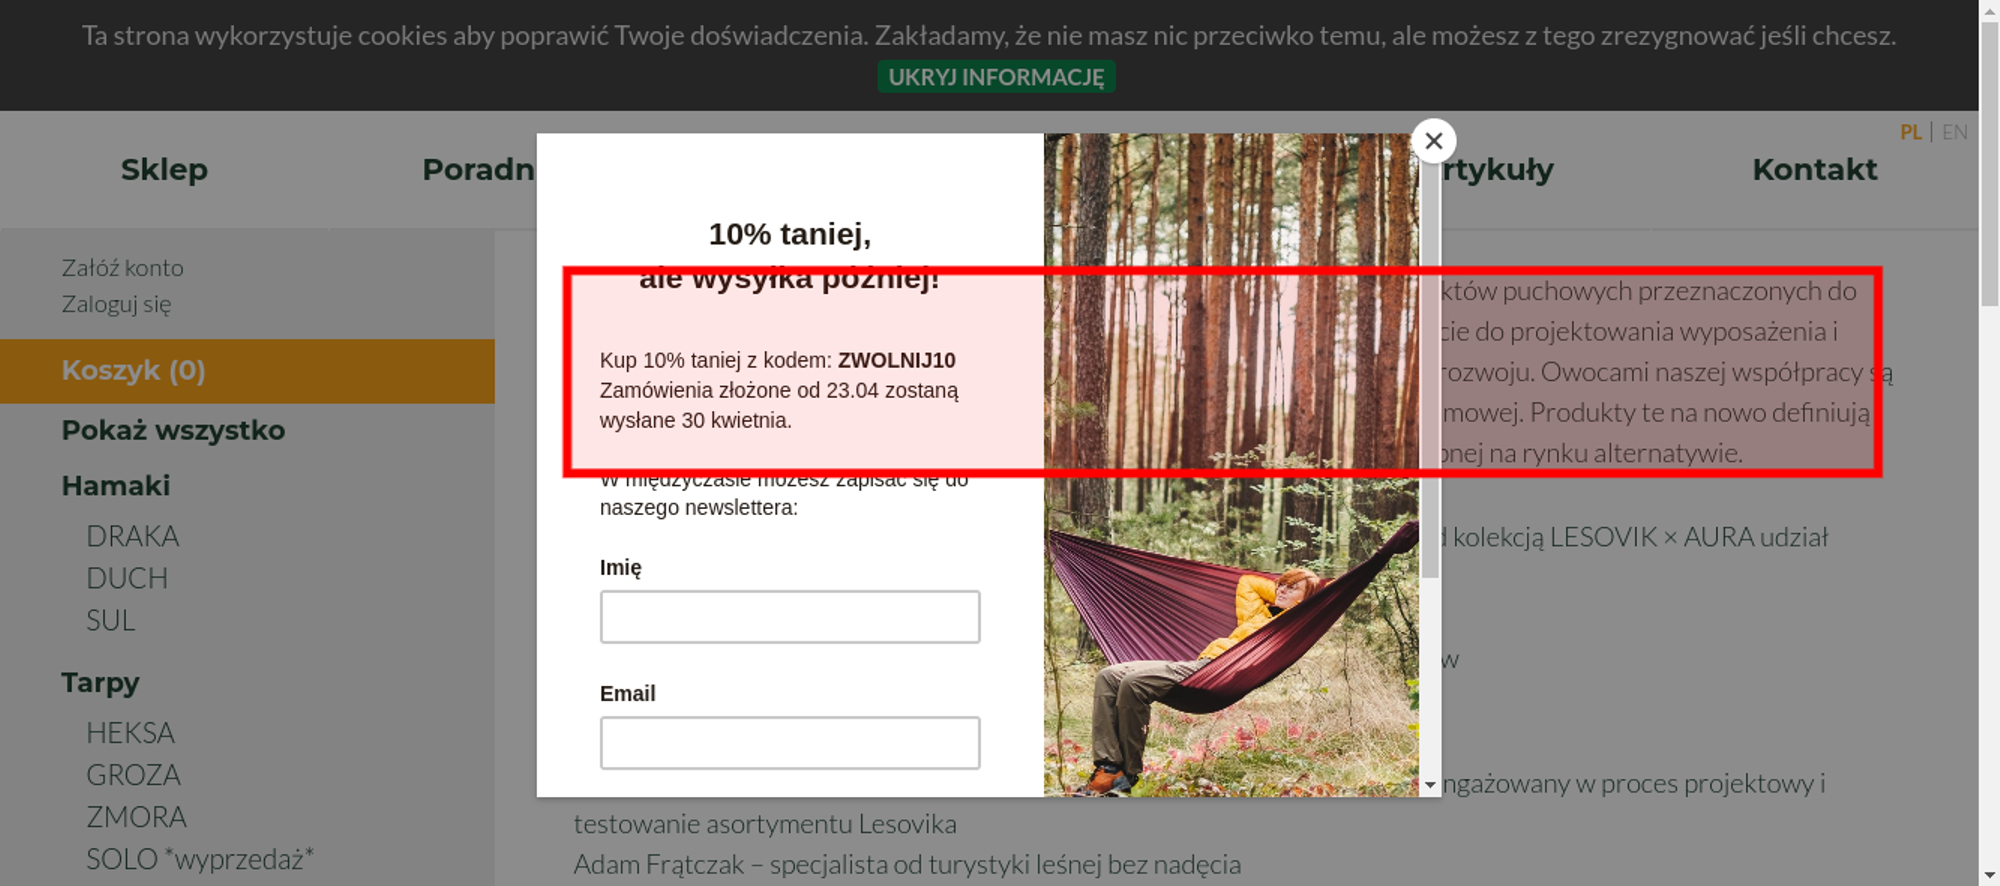 Ta strona wykorzystuje cookies aby poprawić Twoje doświadczenia. Zakładamy, że nie masz nic przeciwko temu, ale możesz z tego zrezygnować jeśli chcesz.
UKRYJ INFORMACJĘ
PL | EN
Sklep
Poradn
rtykuły
Kontakt
Załóź konto
Zaloguj się
Koszyk (0)
Pokaż wszystko
Hamaki
DRAKA
DUCH
SUL
Tarpy
HEKSA
GROZA
ZMORA
SOLO *wyprzedaż*
10% taniej,
ale wysyłka później!
Kup 10% taniej z kodem: ZWOLNIJ10
Zamówienia złożone od 23.04 zostaną
wysłane 30 kwietnia.
W międzyczasie możesz zapisać się do
naszego newslettera:
Imię
Email
któw puchowych przeznaczonych do
cie do projektowania wyposażenia i
rozwoju. Owocami naszej współpracy są
mowej. Produkty te na nowo definiują
pnej na rynku alternatywie.
d kolekcją LESOVIK × AURA udział
w
ngażowany w proces projektowy i
testowanie asortymentu Lesovika
Adam Frątczak – specjalista od turystyki leśnej bez nadęcia